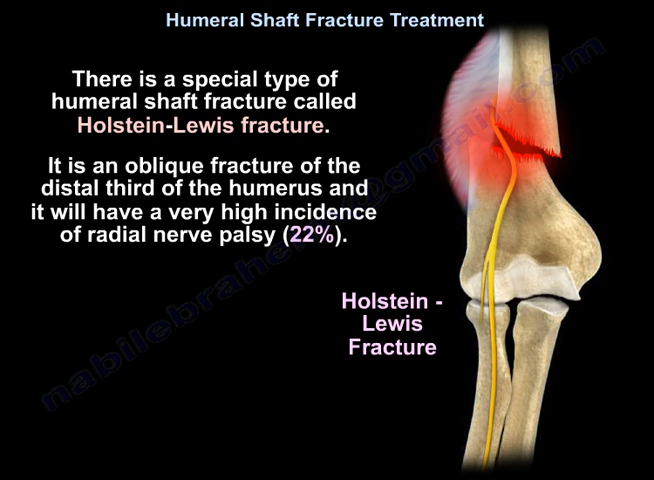 Humeral Shaft Fracture Treatment
There is a special type of
humeral shaft fracture called
Holstein-Lewis fracture.
It is an oblique fracture of the
distal third of the humerus and
it will have a very high incidence
of radial nerve palsy (22%).
Holstein -
Lewis
Fracture